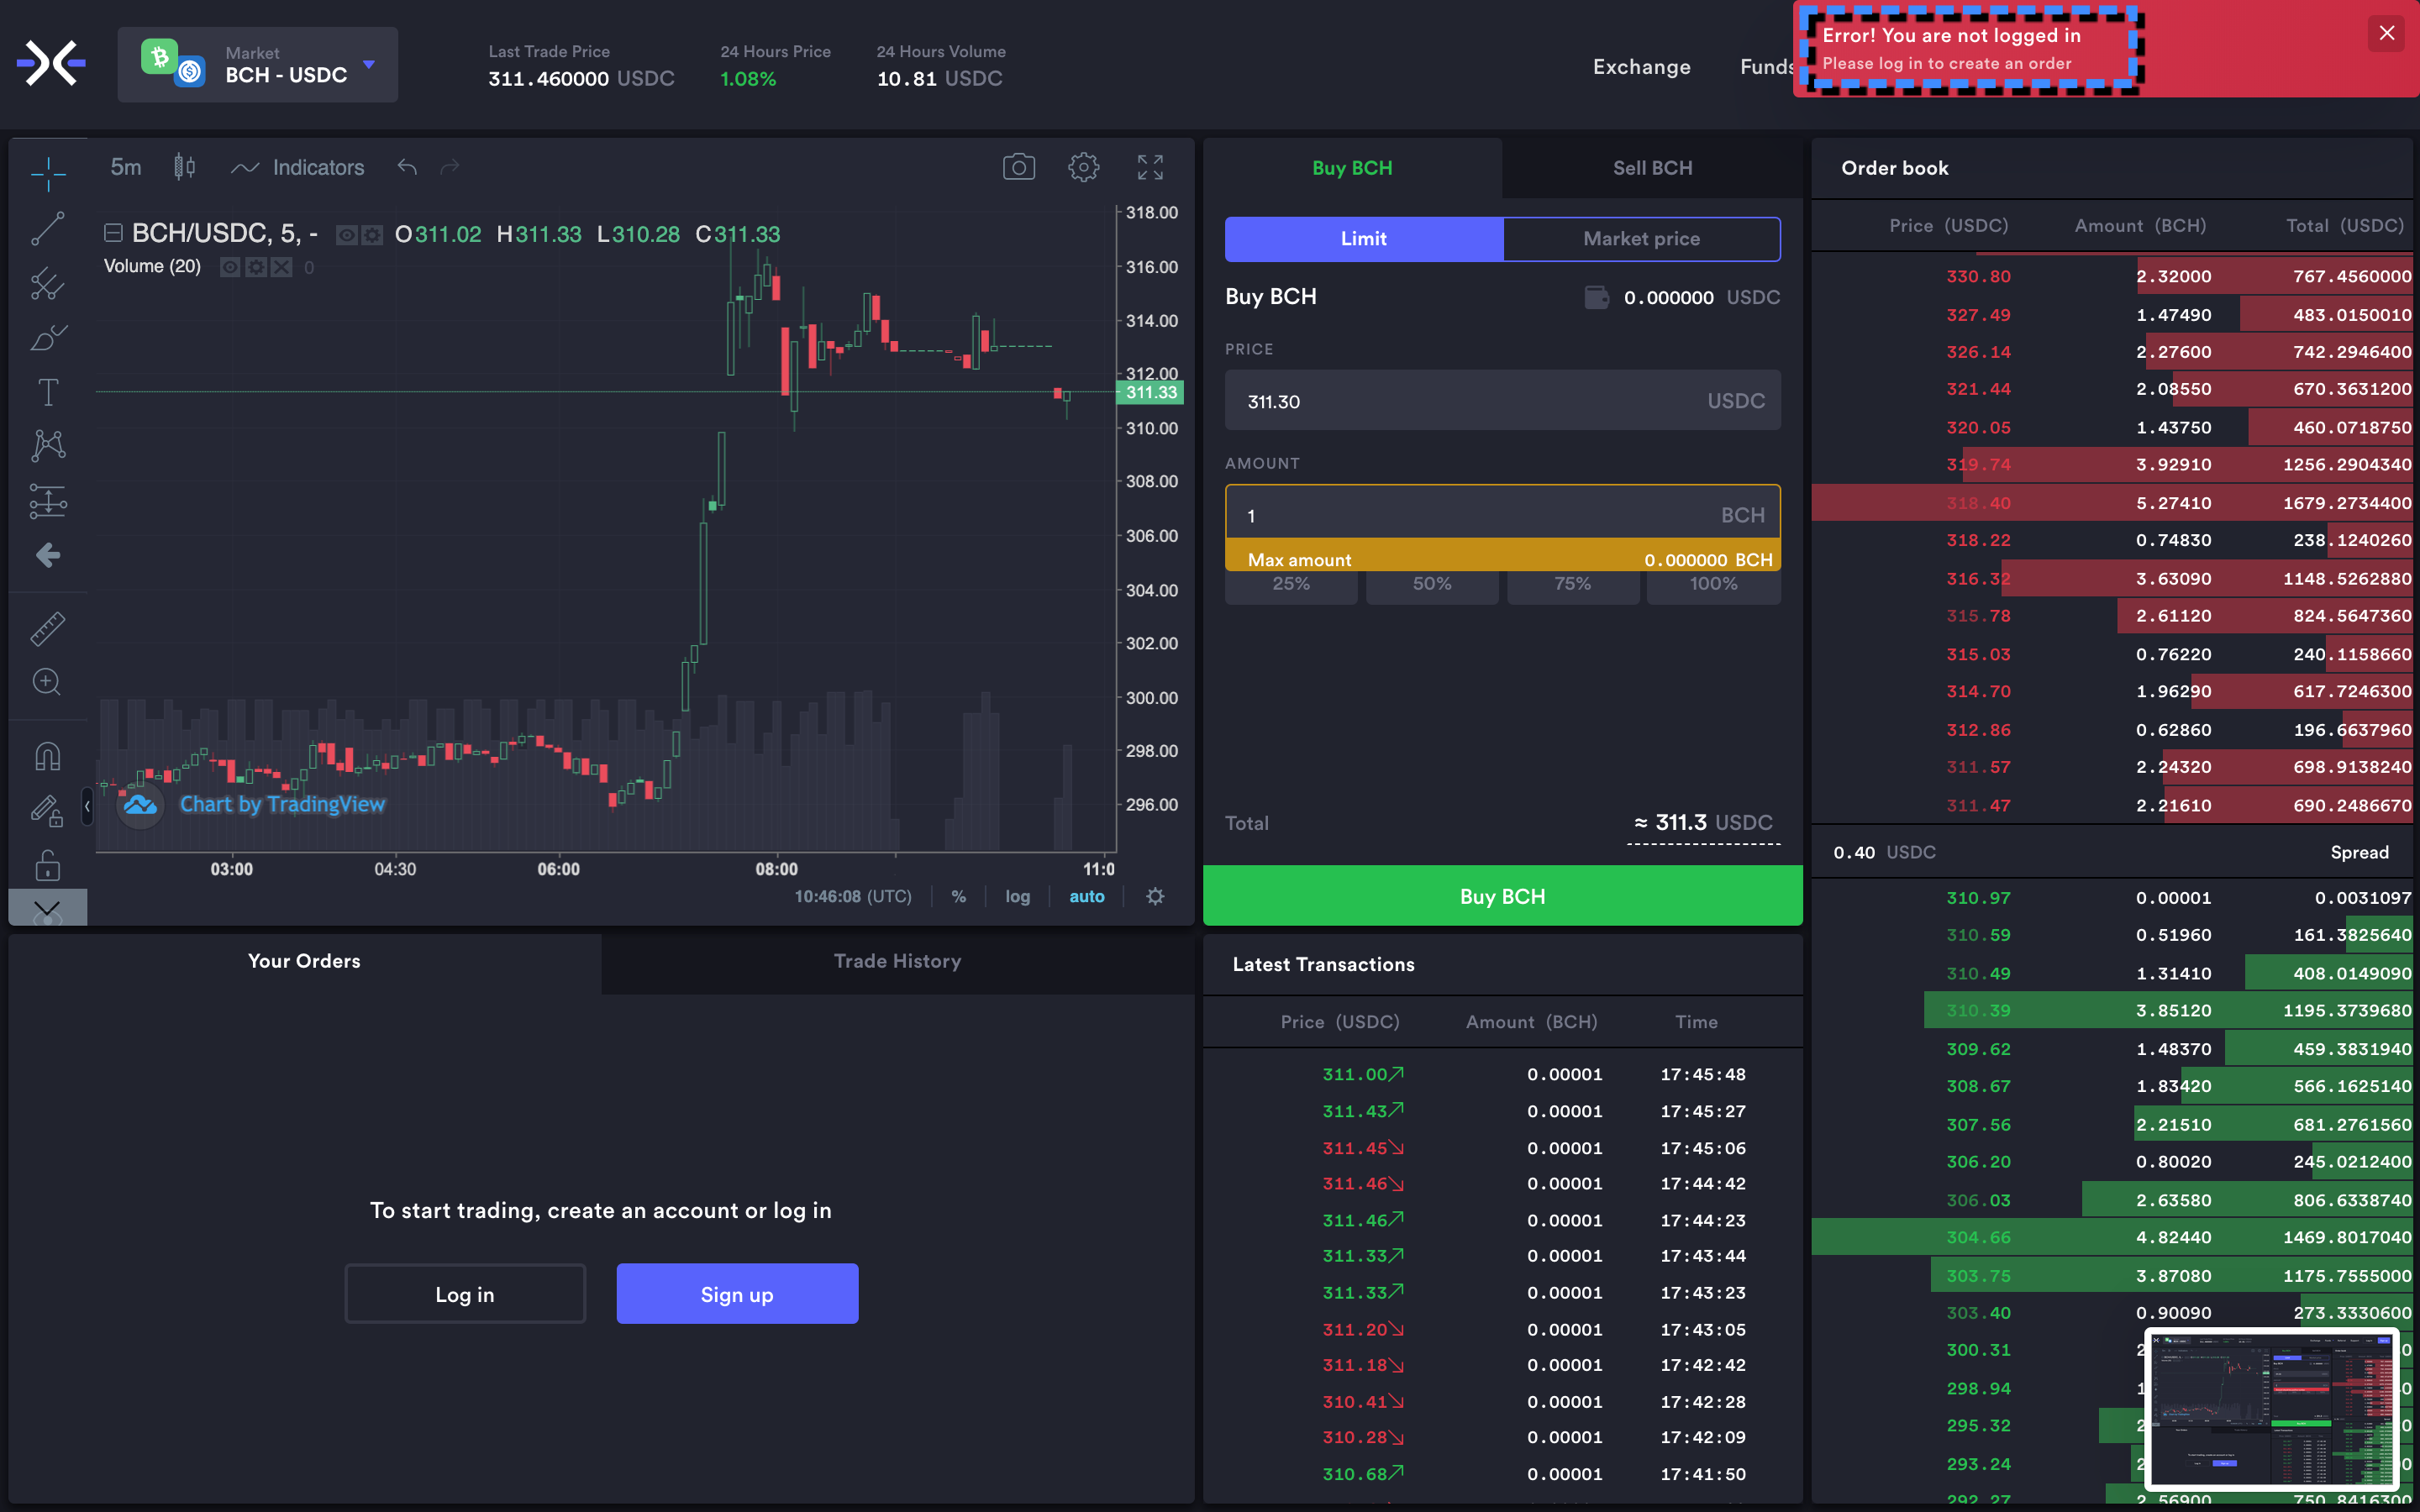 Market
BCH - USDC
Last Trade Price
311.460000 USDC
24 Hours Price
1.08%
24 Hours Volume
10.81 USDC
Exchange
Funds
Error! You are not logged in
Please log in to create an order
5m
Indicators
BCH/USDC, 5, -
O311.02 H311.33 L310.28 C311.33
Volume (20)
0
318.00
316.00
314.00
312.00
311.33
310.00
308.00
306.00
304.00
302.00
300.00
298.00
296.00
Chart by TradingView
03:00 04:30 06:00 08:00 11:0
10:46:08 (UTC) % log auto
Buy BCH
Sell BCH
Limit
Market price
Buy BCH
0.000000 USDC
PRICE
311.30 USDC
AMOUNT
1 BCH
Max amount 0.000000 BCH
25% 50% 75% 100%
Total ≈ 311.3 USDC
Buy BCH
Order book
Price (USDC) Amount (BCH) Total (USDC)
330.80 2.32000 767.4560000
327.49 1.47490 483.0150010
326.14 2.27600 742.2946400
321.44 2.08550 670.3631200
320.05 1.43750 460.0718750
319.74 3.92910 1256.2904340
318.40 5.27410 1679.2734400
318.22 0.74830 238.1240260
316.32 3.63090 1148.5262880
315.78 2.61120 824.5647360
315.03 0.76220 240.1158660
314.70 1.96290 617.7246300
312.86 0.62860 196.6637960
311.57 2.24320 698.9138240
311.47 2.21610 690.2486670
0.40 USDC Spread
310.97 0.00001 0.0031097
310.59 0.51960 161.3825640
310.49 1.31410 408.0149090
310.39 3.85120 1195.3739680
309.62 1.48370 459.3831940
308.67 1.83420 566.1625140
307.56 2.21510 681.2761560
306.20 0.80020 245.0212400
306.03 2.63580 806.6338740
304.66 4.82440 1469.8017040
303.75 3.87080 1175.7555000
303.40 0.90090 273.3330600
300.31
298.94
295.32
293.24
292.27 2.56900 750.8416300
Your Orders
Trade History
To start trading, create an account or log in
Log in
Sign up
Latest Transactions
Price (USDC) Amount (BCH) Time
311.00 0.00001 17:45:48
311.43 0.00001 17:45:27
311.45 0.00001 17:45:06
311.46 0.00001 17:44:42
311.46 0.00001 17:44:23
311.33 0.00001 17:43:44
311.33 0.00001 17:43:23
311.20 0.00001 17:43:05
311.18 0.00001 17:42:42
310.41 0.00001 17:42:28
310.28 0.00001 17:42:09
310.68 0.00001 17:41:50